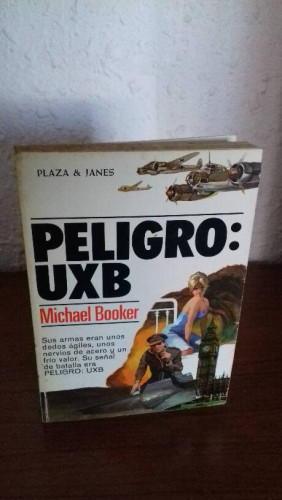 PLAZA & JANES
PELIGRO:
UXB
Michael Booker
Sus armas eran unos
dedos ágiles, unos
nervios de acero y un
frío valor. Su señal
de batalla era
PELIGRO: UXB